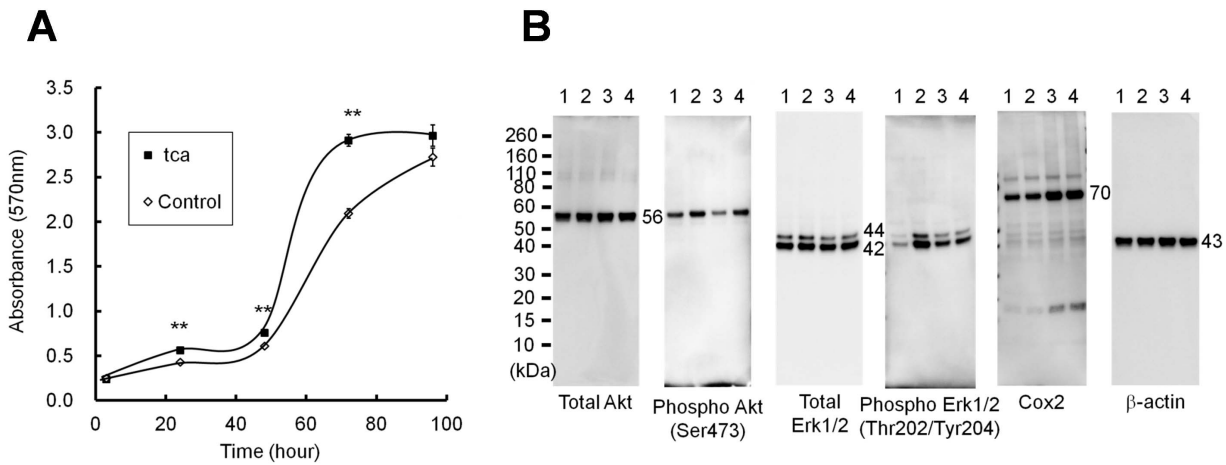 A
B
3.5
3.0
2.5
2.0
1.5
1.0
0.5
0.0
0
20
40
60
80
100
Absorbance (570nm)
Time (hour)
tca
Control
**
**
**
1 2 3 4
1 2 3 4
1 2 3 4
1 2 3 4
1 2 3 4
1 2 3 4
260
160
110
80
60
50
40
30
20
15
10
(kDa)
56
44
42
70
43
Total Akt
Phospho Akt
(Ser473)
Total
Erk1/2
Phospho Erk1/2
(Thr202/Tyr204)
Cox2
β-actin